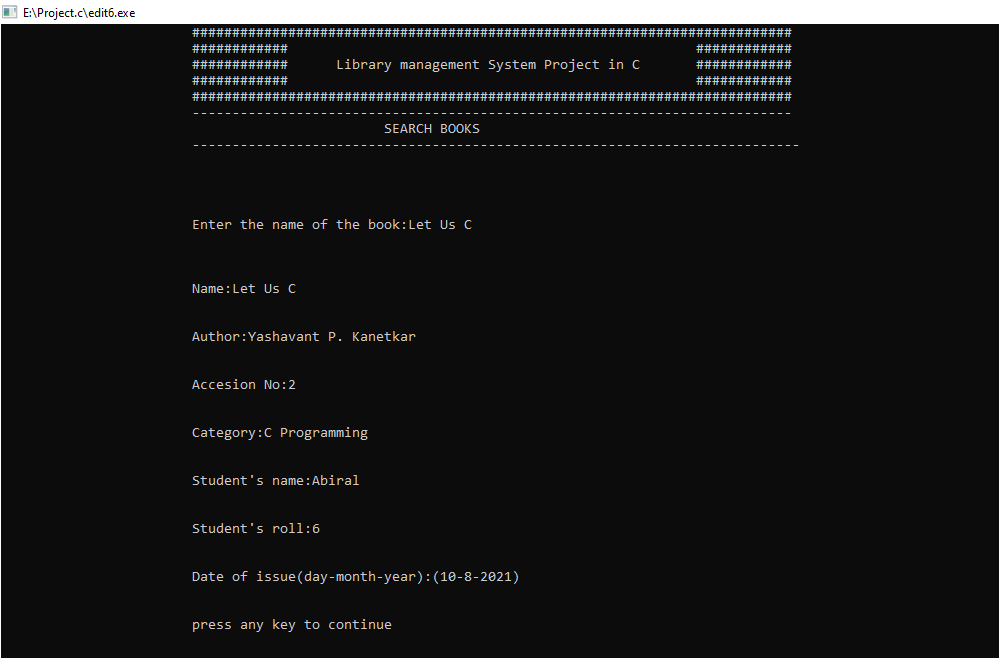 E:\Project.c\edit6.exe
###########################################################################
############ ############
############ Library management System Project in C ############
############ ############
###########################################################################
---------------------------------------------------------------------------
SEARCH BOOKS
----------------------------------------------------------------------------
Enter the name of the book:Let Us C
Name:Let Us C
Author:Yashavant P. Kanetkar
Accesion No:2
Category:C Programming
Student's name:Abiral
Student's roll:6
Date of issue(day-month-year):(10-8-2021)
press any key to continue